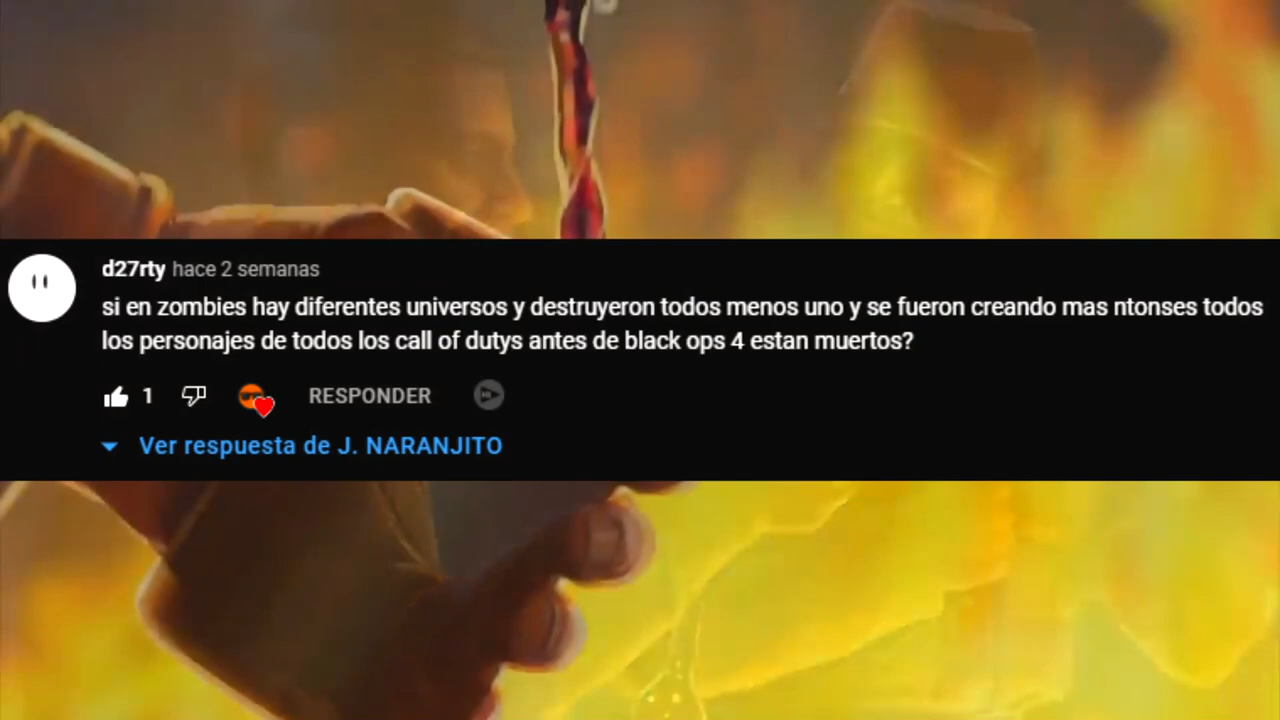 d27rty hace 2 semanas
si en zombies hay diferentes universos y destruyeron todos menos uno y se fueron creando mas ntonses todos
los personajes de todos los call of dutys antes de black ops 4 estan muertos?
1 RESPONDER
Ver respuesta de J. NARANJITO